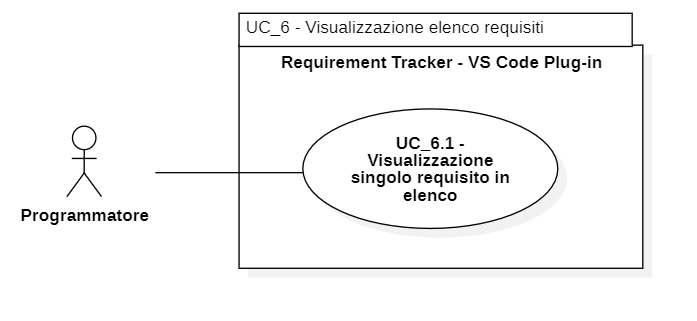 UC_6 - Visualizzazione elenco requisiti
Requirement Tracker - VS Code Plug-in
UC_6.1 -
Visualizzazione
singolo requisito in
elenco
Programmatore